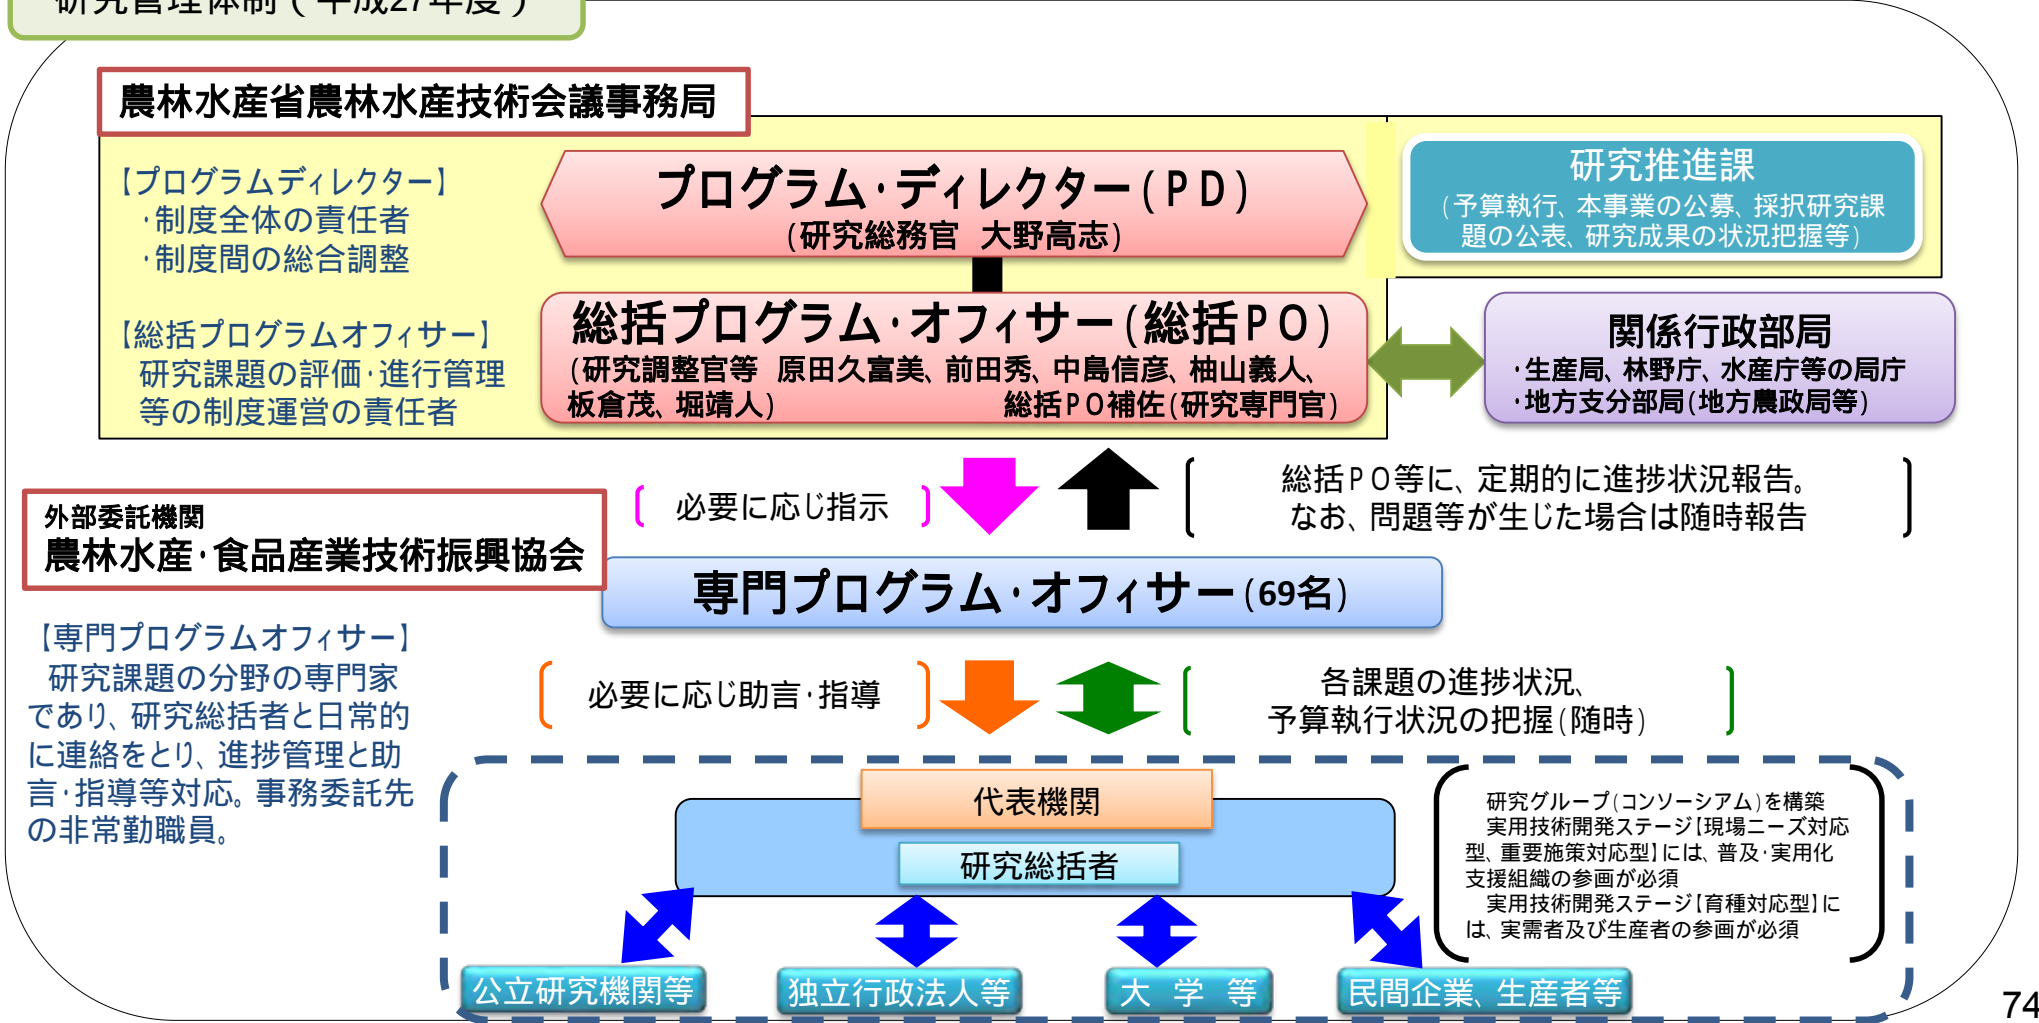 研究管理体制（平成27年度）
農林水産省農林水産技術会議事務局
【プログラムディレクター】
・制度全体の責任者
・制度間の総合調整
プログラム・ディレクター(ＰＤ)
(研究総務官　大野高志)
研究推進課
(予算執行、本事業の公募、採択研究課
題の公表、研究成果の状況把握等)
【総括プログラムオフィサー】
研究課題の評価・進行管理
等の制度運営の責任者
総括プログラム・オフィサー(総括ＰＯ)
(研究調整官等　原田久富美、前田秀、中島信彦、柚山義人、
板倉茂、堀靖人)　総括ＰＯ補佐(研究専門官)
関係行政部局
・生産局、林野庁、水産庁等の局庁
・地方支分部局(地方農政局等)
必要に応じ指示
総括ＰＯ等に、定期的に進捗状況報告。
なお、問題等が生じた場合は随時報告
外部委託機関
農林水産・食品産業技術振興協会
専門プログラム・オフィサー(69名)
【専門プログラムオフィサー】
研究課題の分野の専門家
であり、研究総括者と日常的
に連絡をとり、進捗管理と助
言・指導等対応。事務委託先
の非常勤職員。
必要に応じ助言・指導
各課題の進捗状況、
予算執行状況の把握(随時)
代表機関
研究総括者
研究グループ(コンソーシアム)を構築
実用技術開発ステージ【現場ニーズ対応
型、重要施策対応型】には、普及・実用化
支援組織の参画が必須
実用技術開発ステージ【育種対応型】に
は、実需者及び生産者の参画が必須
公立研究機関等
独立行政法人等
大　学　等
民間企業、生産者等
74